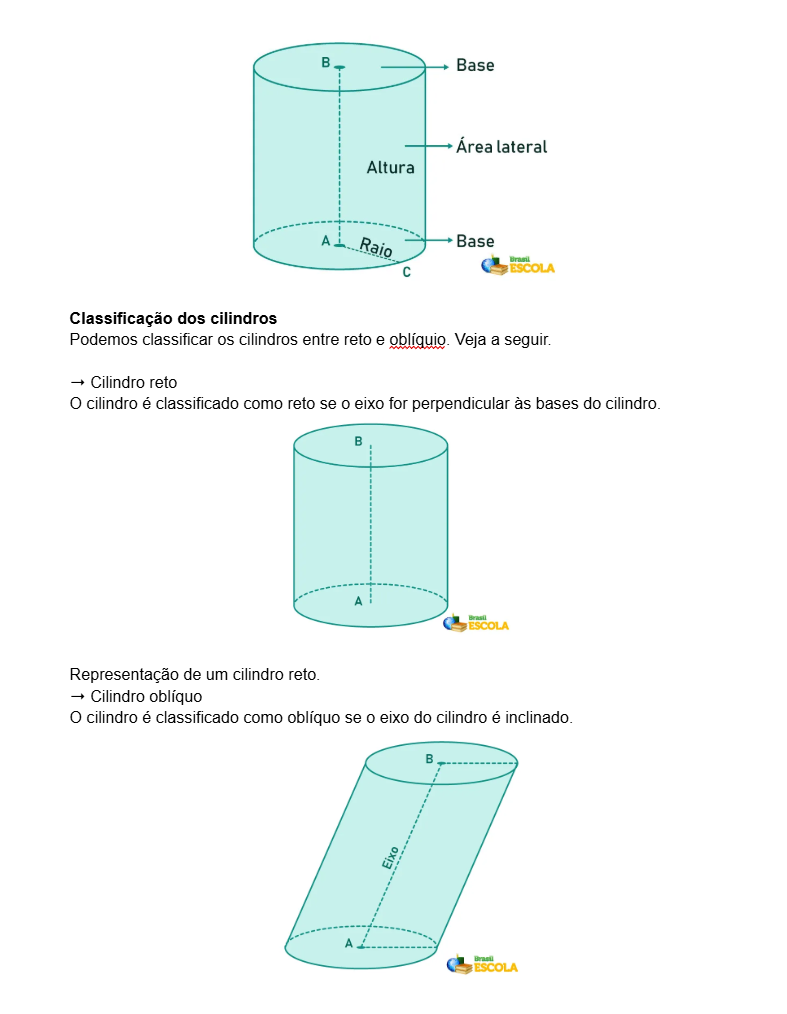 B
Base
Área lateral
Altura
A
Raio
Base
C
Brasil
ESCOLA
Classificação dos cilindros
Podemos classificar os cilindros entre reto e oblíquio. Veja a seguir.
→ Cilindro reto
O cilindro é classificado como reto se o eixo for perpendicular às bases do cilindro.
B
A
Brasil
ESCOLA
Representação de um cilindro reto.
→ Cilindro oblíquo
O cilindro é classificado como oblíquo se o eixo do cilindro é inclinado.
B
Eixo
A
Brasil
ESCOLA